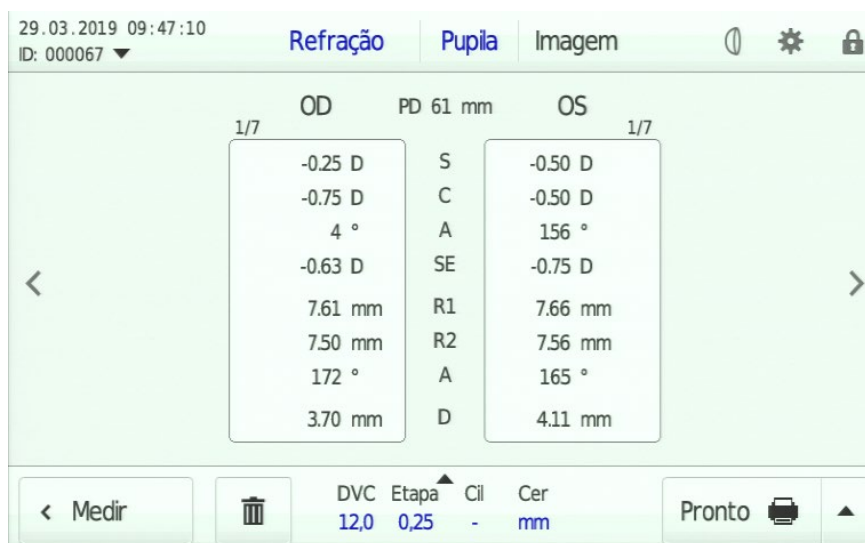 29.03.2019 09:47:10
ID: 000067
Refração Pupila Imagem
OD PD 61 mm OS
1/7 1/7
-0.25 D S -0.50 D
-0.75 D C -0.50 D
4 ° A 156 °
-0.63 D SE -0.75 D
7.61 mm R1 7.66 mm
7.50 mm R2 7.56 mm
172 ° A 165 °
3.70 mm D 4.11 mm
Medir
DVC Etapa Cil Cer
12,0 0,25 - mm
Pronto